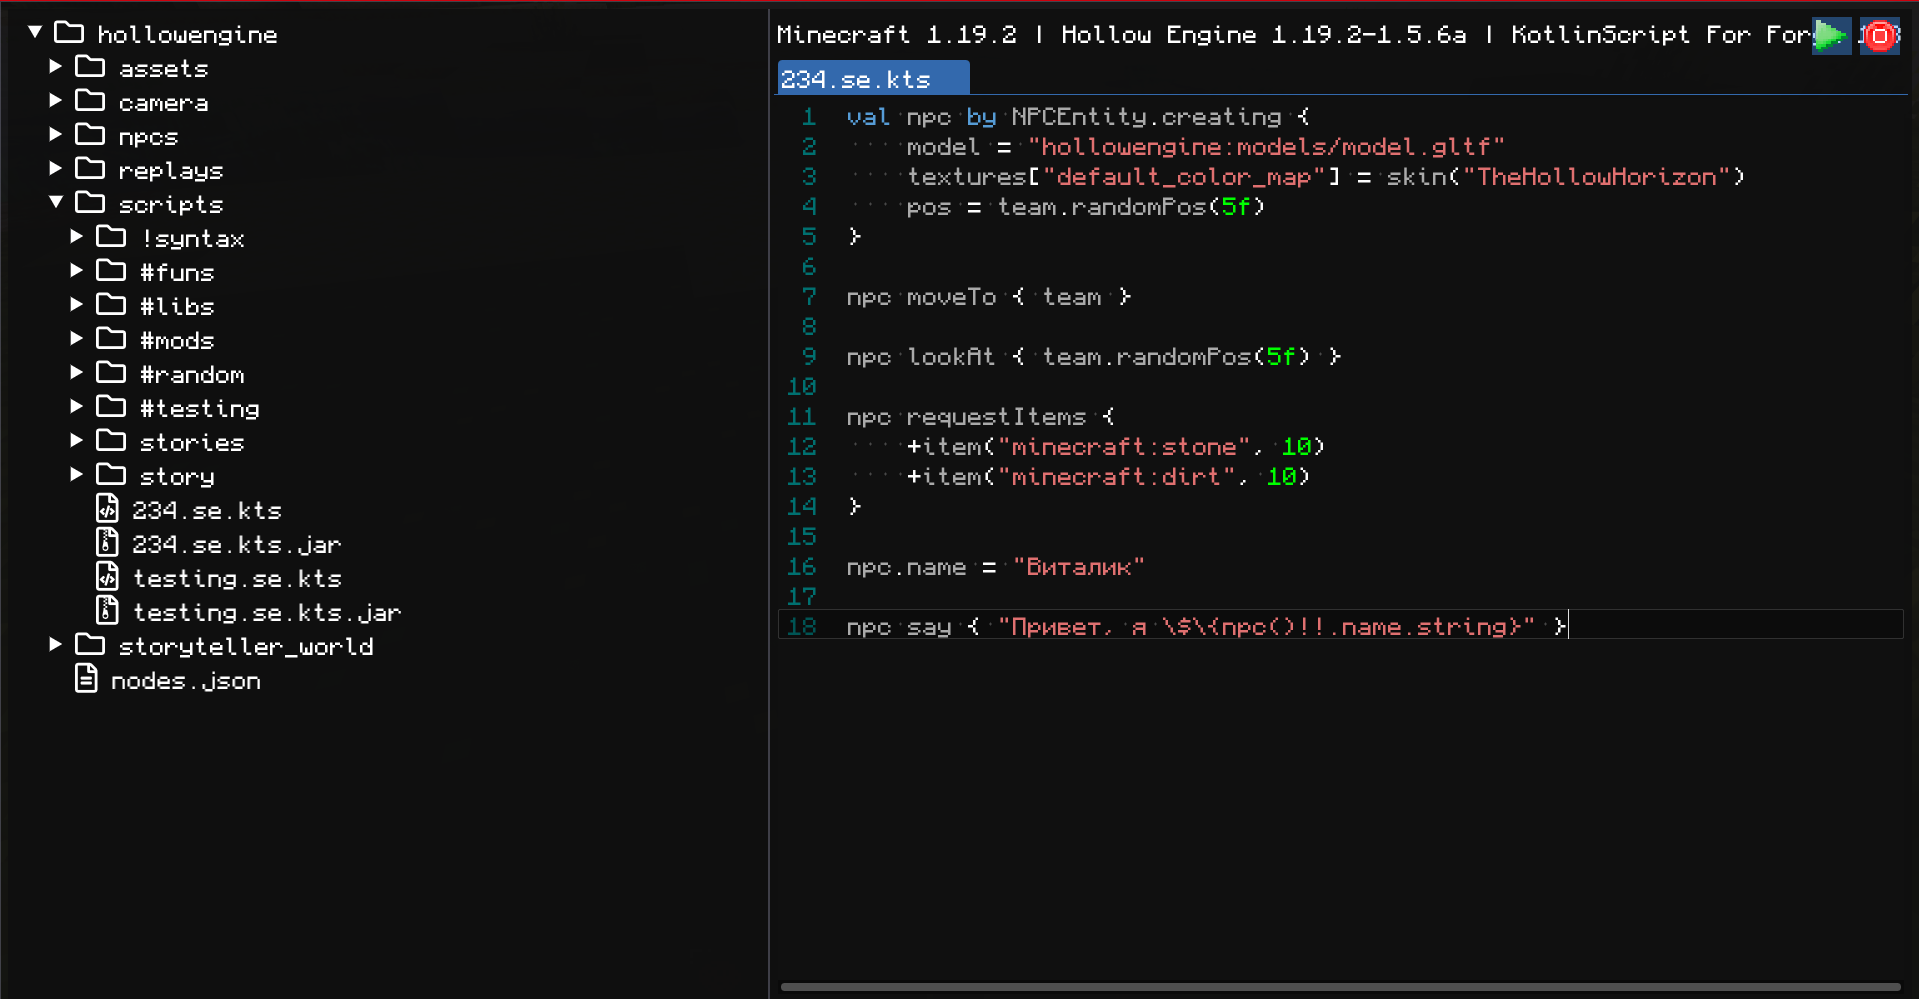 hollowengine
assets
camera
npcs
replays
scripts
!syntax
#funs
#libs
#mods
#random
#testing
stories
story
234.se.kts
234.se.kts.jar
testing.se.kts
testing.se.kts.jar
storyteller_world
nodes.json
Minecraft 1.19.2 | Hollow Engine 1.19.2-1.5.6a | KotlinScript For
234.se.kts
1 val npc by NPCEntity.creating {
2 model = "hollowengine:models/model.gltf"
3 textures["default_color_map"] = skin("TheHollowHorizon")
4 pos = team.randomPos(5f)
5 }
6
7 npc moveTo { team }
8
9 npc lookAt { team.randomPos(5f) }
10
11 npc requestItems {
12 +item("minecraft:stone", 10)
13 +item("minecraft:dirt", 10)
14 }
15
16 npc.name = "Виталик"
17
18 npc say { "Привет, я \$\{npc()!!.name.string}" }